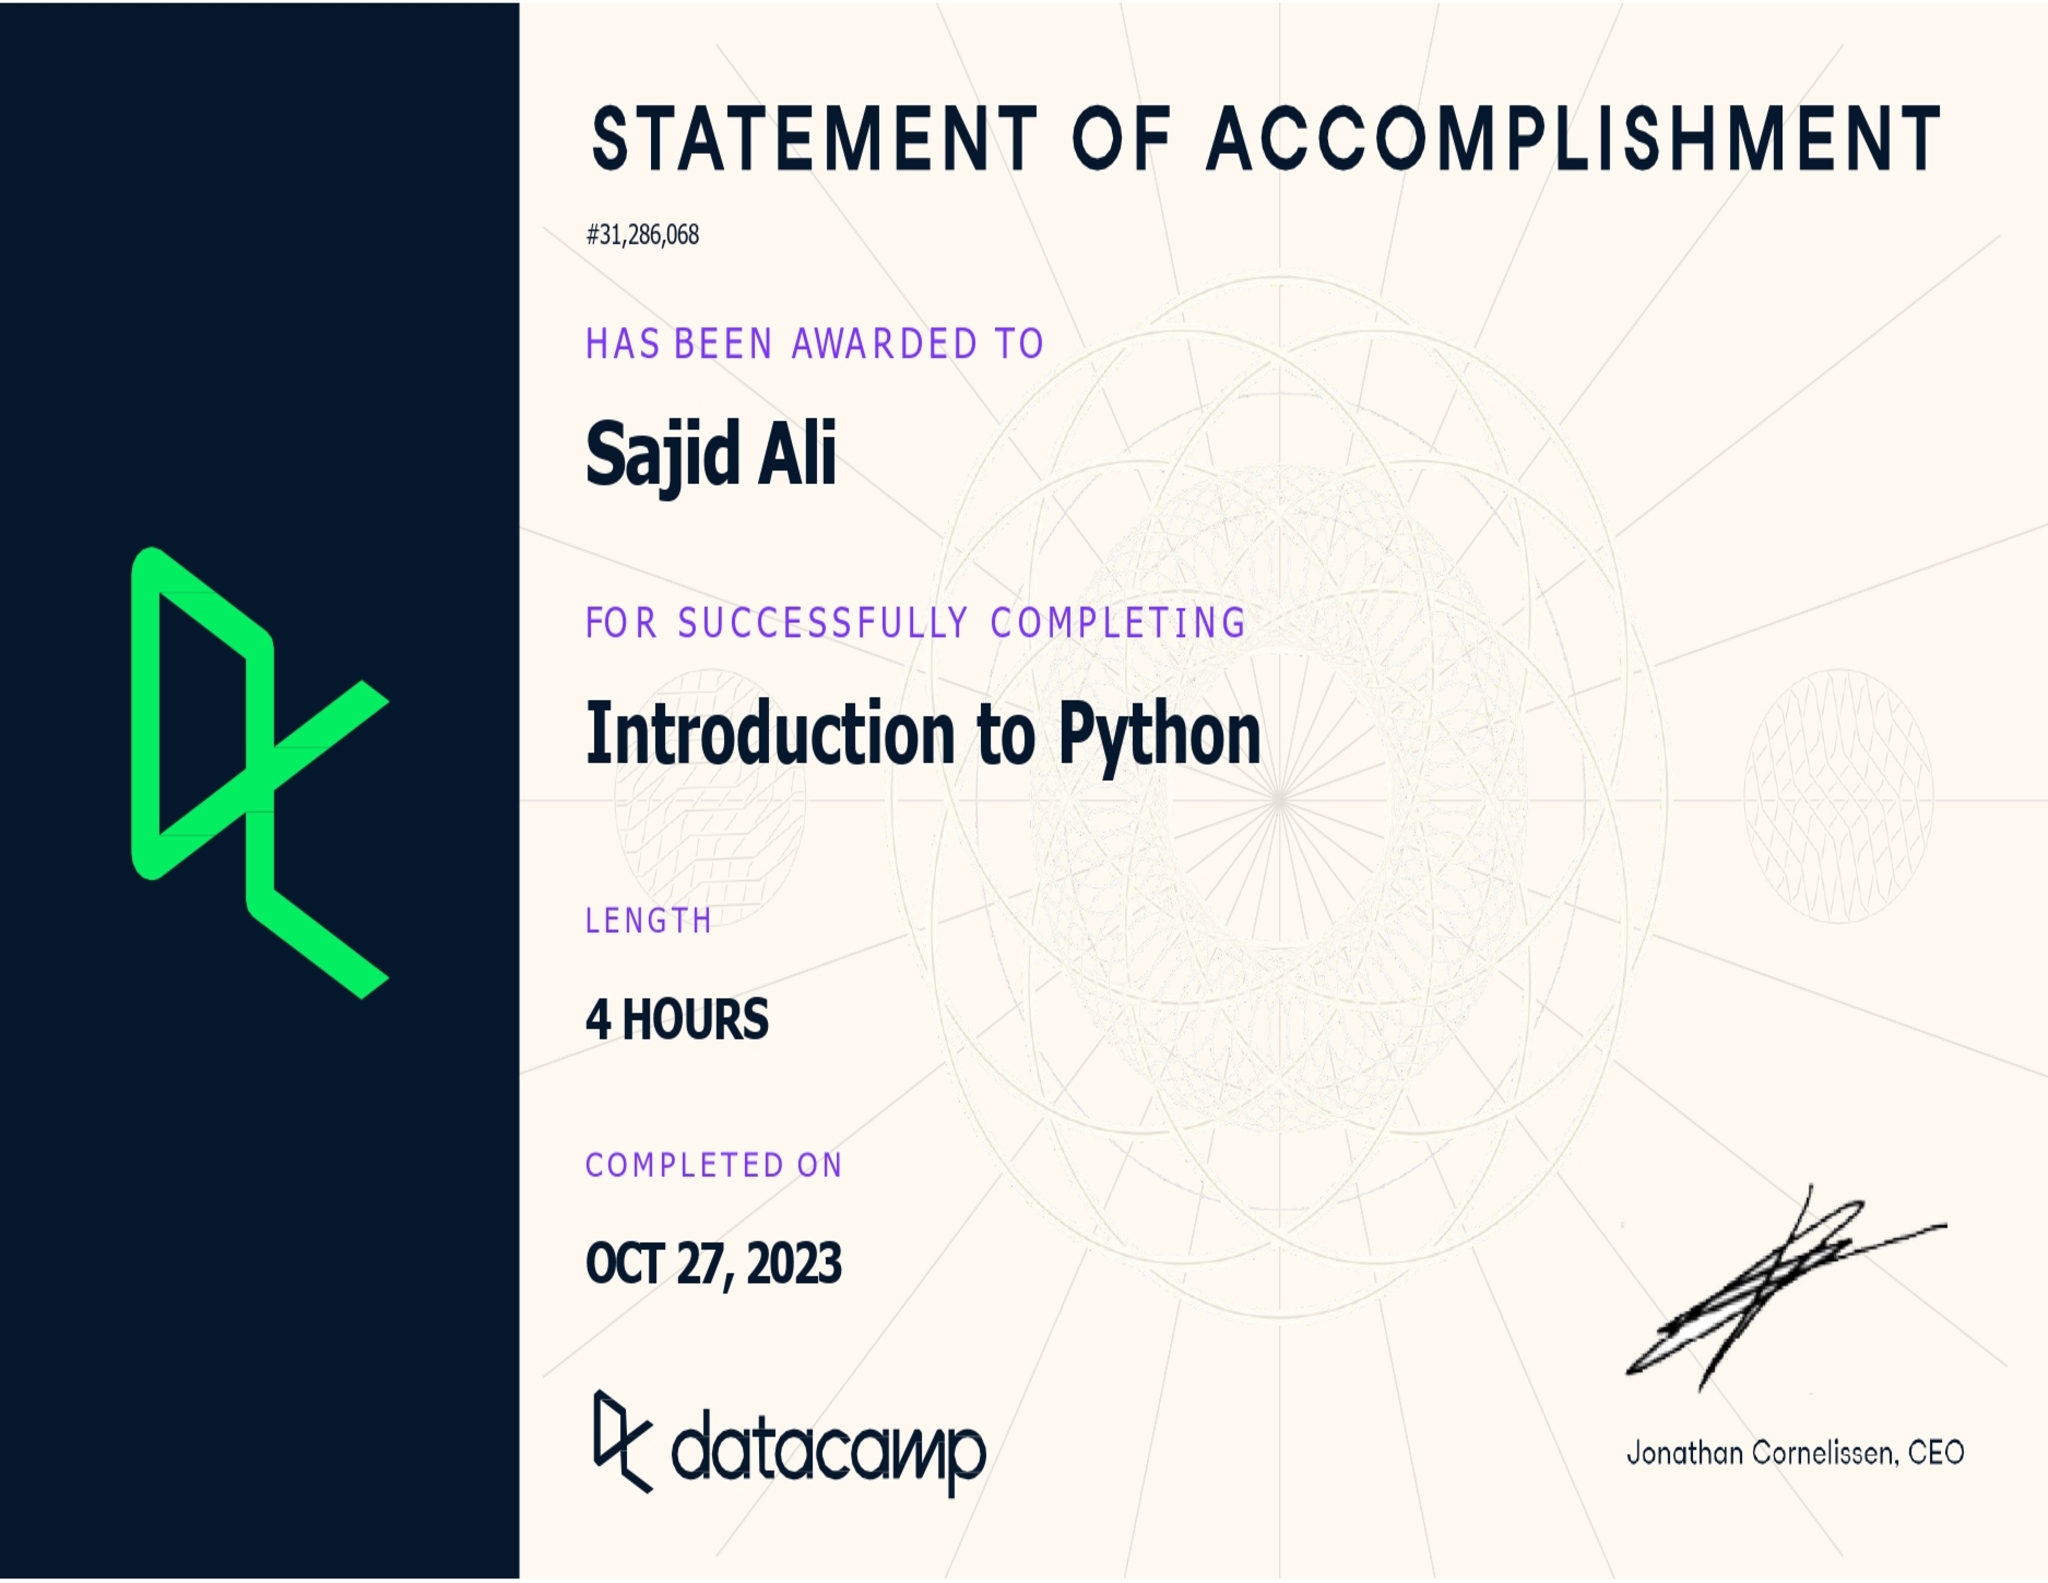 STATEMENT OF ACCOMPLISHMENT
#31,286,068
HAS BEEN AWARDED TO
Sajid Ali
FOR SUCCESSFULLY COMPLETING
Introduction to Python
LENGTH
4 HOURS
COMPLETED ON
OCT 27, 2023
datacamp
Jonathan Cornelissen, CEO